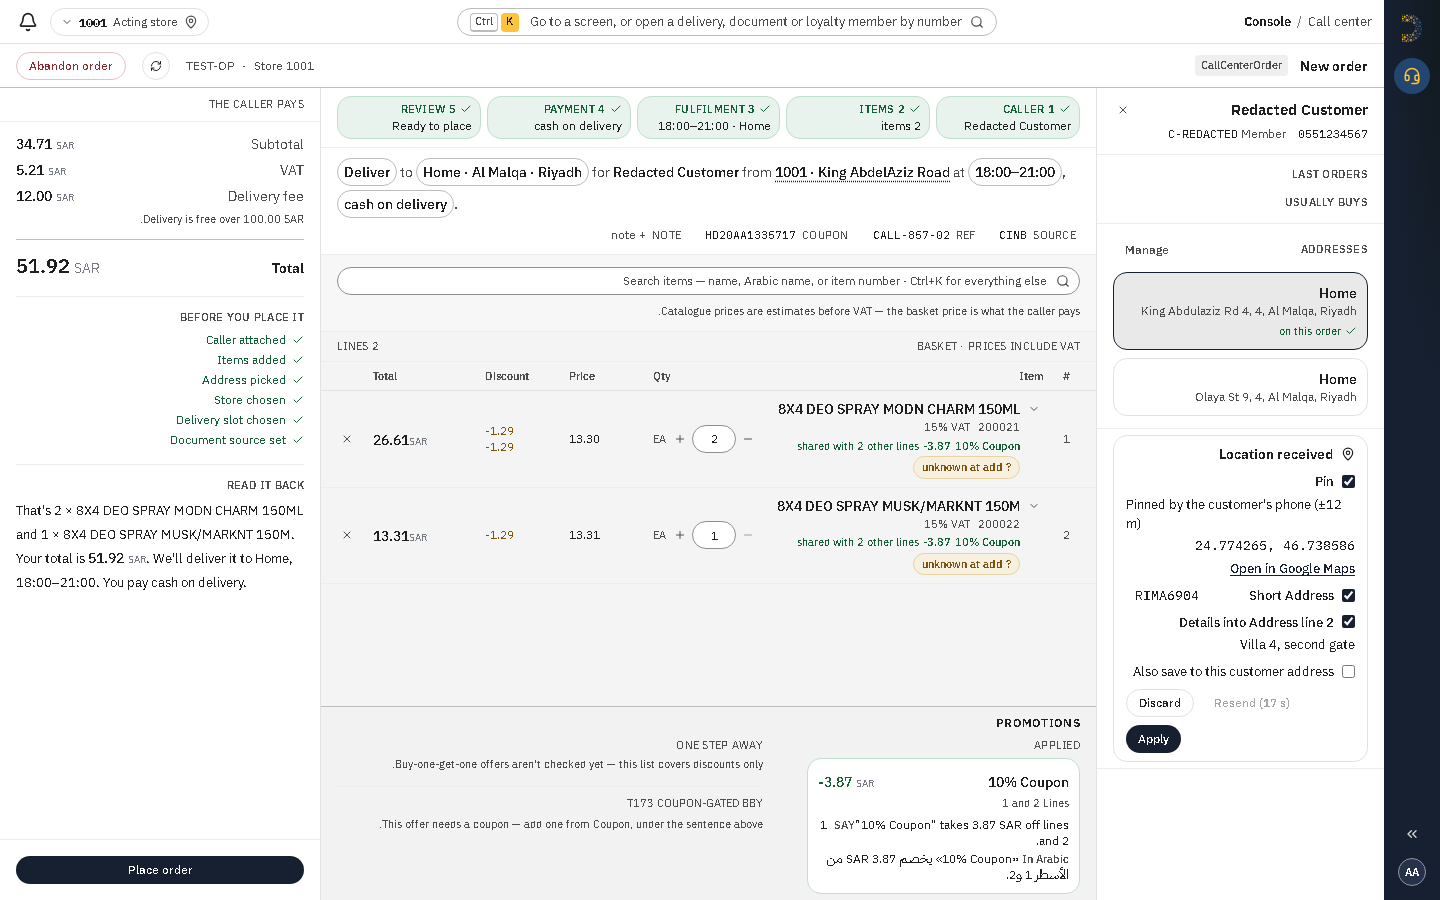 Console / Call center
Go to a screen, or open a delivery, document or loyalty member by number
Ctrl K
Acting store 1001
New order
CallCenterOrder
TEST-OP · Store 1001
Abandon order
Redacted Customer
C-REDACTED Member 0551234567
LAST ORDERS
USUALLY BUYS
ADDRESSES
Manage
Home
King Abdulaziz Rd 4, 4, Al Malqa, Riyadh
on this order
Home
Olaya St 9, 4, Al Malqa, Riyadh
Location received
Pin
Pinned by the customer's phone (±12
m)
24.774265, 46.738586
Open in Google Maps
Short Address RIMA6904
Details into Address line 2
Villa 4, second gate
Also save to this customer address
Discard
Resend (17 s)
Apply
CALLER 1
Redacted Customer
ITEMS 2
items 2
FULFILMENT 3
18:00–21:00 · Home
PAYMENT 4
cash on delivery
REVIEW 5
Ready to place
Deliver to Home · Al Malqa · Riyadh for Redacted Customer from 1001 · King AbdelAziz Road at 18:00–21:00 ,
cash on delivery .
note + NOTE HD20AA1335717 COUPON CALL-857-02 REF CINB SOURCE
Search items — name, Arabic name, or item number · Ctrl+K for everything else
.Catalogue prices are estimates before VAT — the basket price is what the caller pays
BASKET · PRICES INCLUDE VAT
LINES 2
# Item Qty Price Discount Total
1
8X4 DEO SPRAY MODN CHARM 150ML
15% VAT 200021
shared with 2 other lines -3.87 10% Coupon
unknown at add ?
EA + 2 −
13.30
-1.29
-1.29
26.61SAR
2
8X4 DEO SPRAY MUSK/MARKNT 150M
15% VAT 200022
shared with 2 other lines -3.87 10% Coupon
unknown at add ?
EA + 1 −
13.31
-1.29
13.31SAR
PROMOTIONS
APPLIED
10% Coupon
-3.87 SAR
1 and 2 Lines
1 SAY"10% Coupon" takes 3.87 SAR off lines
.and 2
In Arabic «10% Coupon» يخصم 3.87 SAR من
الأسطر 1 و2.
ONE STEP AWAY
.Buy-one-get-one offers aren't checked yet — this list covers discounts only
T173 COUPON-GATED BBY
.This offer needs a coupon — add one from Coupon, under the sentence above
THE CALLER PAYS
Subtotal 34.71 SAR
VAT 5.21 SAR
Delivery fee 12.00 SAR
.Delivery is free over 100.00 SAR
Total 51.92 SAR
BEFORE YOU PLACE IT
Caller attached
Items added
Address picked
Store chosen
Delivery slot chosen
Document source set
READ IT BACK
That's 2 × 8X4 DEO SPRAY MODN CHARM 150ML
and 1 × 8X4 DEO SPRAY MUSK/MARKNT 150M.
Your total is 51.92 SAR. We'll deliver it to Home,
18:00–21:00. You pay cash on delivery.
Place order
AA